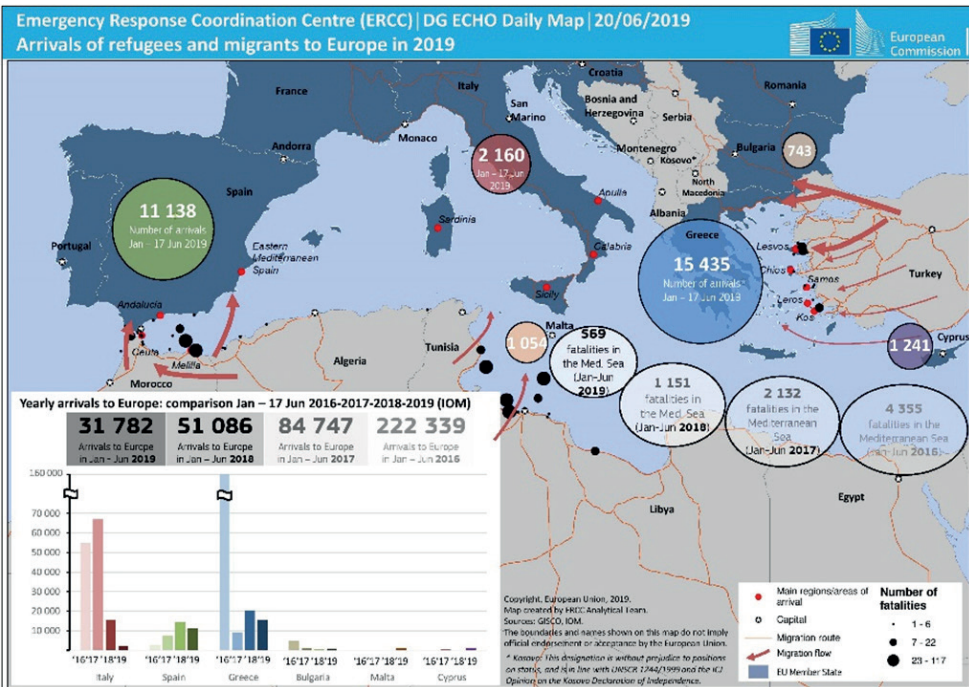 Emergency Response Coordination Centre (ERCC) | DG ECHO Daily Map | 20/06/2019
Arrivals of refugees and migrants to Europe in 2019
European
Commission
France
Italy
Croatia
Romania
San
Marino
Bosnia and
Herzegovina
Serbia
Monaco
Andorra
Montenegro
Kosovo*
Bulgaria
743
North
Macedonia
Albania
2 160
Jan – 17 Jun
2019
Spain
11 138
Number of arrivals
Jan – 17 Jun 2019
Portugal
Sardinia
Apulia
Calabria
Sicily
Eastern
Mediterranean
Spain
Greece
15 435
Number of arrivals
Jan – 17 Jun 2019
Lesvos
Chios
Samos
Leros
Kos
Turkey
Andalucia
Ceuta
Melilla
Morocco
Algeria
Tunisia
Malta
1 054
1 241
Cyprus
569
fatalities in
the Med. Sea
(Jan-Jun
2019)
1 151
fatalities in
the Med. Sea
(Jan-Jun 2018)
2 132
fatalities in the
Mediterranean
Sea
(Jan-Jun 2017)
4 355
fatalities in the
Mediterranean Sea
(Jan-Jun 2016)
Libya
Egypt
Yearly arrivals to Europe: comparison Jan – 17 Jun 2016-2017-2018-2019 (IOM)
31 782
Arrivals to Europe
in Jan - Jun 2019
51 086
Arrivals to Europe
in Jan – Jun 2018
84 747
Arrivals to Europe
in Jan - Jun 2017
222 339
Arrivals to Europe
in Jan - Jun 2016
160 000
70 000
60 000
50 000
40 000
30 000
20 000
10 000
'16'17'18'19 '16'17'18'19 '16'17'18'19 '16'17'18'19 '16'17'18'19 '16'17'18'19
Italy Spain Greece Bulgaria Malta Cyprus
Copyright, European Union, 2019.
Map created by ERCC Analytical Team.
Sources: GISCO, IOM.
The boundaries and names shown on this map do not imply
official endorsement or acceptance by the European Union.
* Kosovo: This designation is without prejudice to positions
on status, and is in line with UNSCR 1244/1999 and the ICJ
Opinion on the Kosovo Declaration of Independence.
Main regions/areas of
arrival
Capital
Migration route
Migration flow
EU Member State
Number of
fatalities
1 - 6
7 - 22
23 - 117